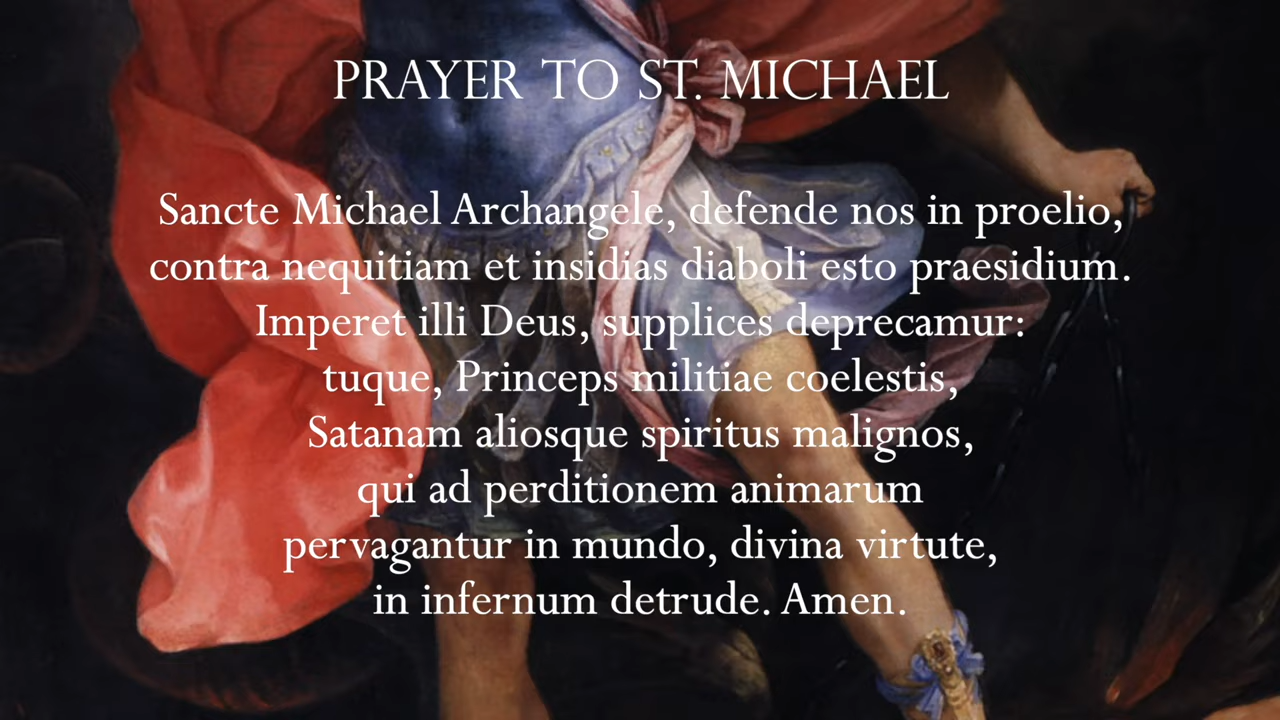 PRAYER TO ST. MICHAEL
Sancte Michael Archangele, defende nos in proelio,
contra nequitiam et insidias diaboli esto praesidium.
Imperet illi Deus, supplices deprecamur:
tuque, Princeps militiae coelestis,
Satanam aliosque spiritus malignos,
qui ad perditionem animarum
pervagantur in mundo, divina virtute,
in infernum detrude. Amen.